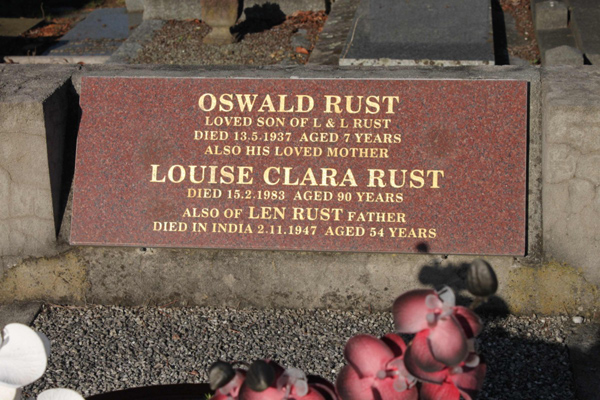 OSWALD RUST
LOVED SON OF L & L RUST
DIED 13.5.1937 AGED 7 YEARS
ALSO HIS LOVED MOTHER
LOUISE CLARA RUST
DIED 15.2.1983 AGED 90 YEARS
ALSO OF LEN RUST FATHER
DIED IN INDIA 2.11.1947 AGED 54 YEARS